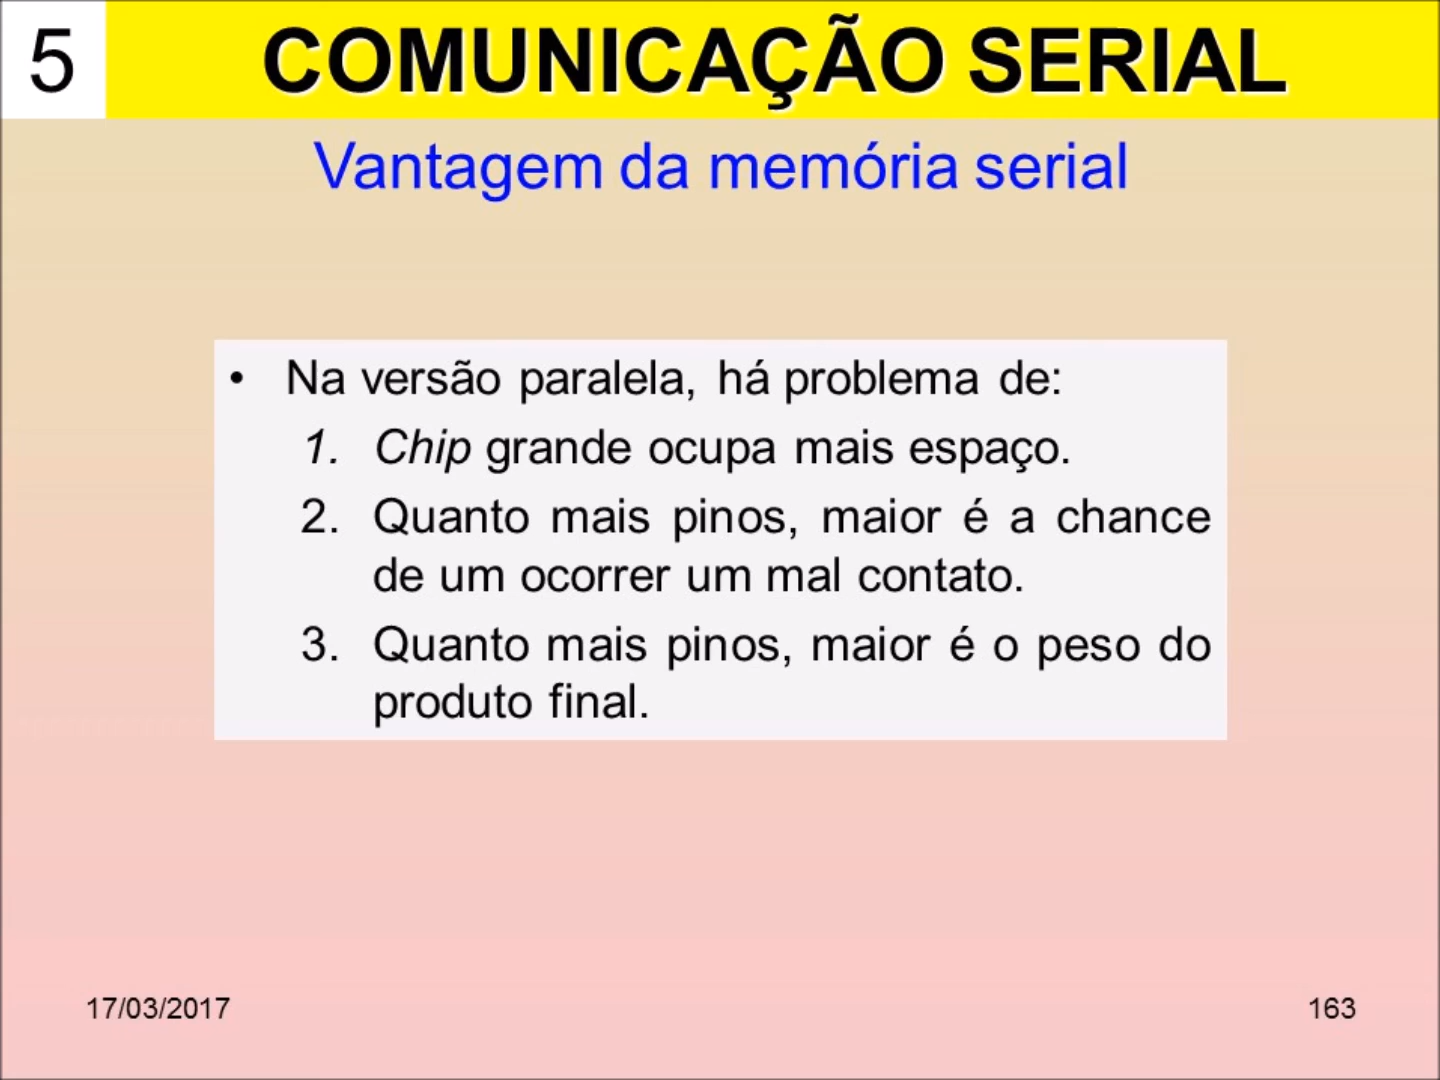 5
COMUNICAÇÃO SERIAL
Vantagem da memória serial
• Na versão paralela, há problema de:
1. Chip grande ocupa mais espaço.
2. Quanto mais pinos, maior é a chance
de um ocorrer um mal contato.
3. Quanto mais pinos, maior é o peso do
produto final.
17/03/2017
163